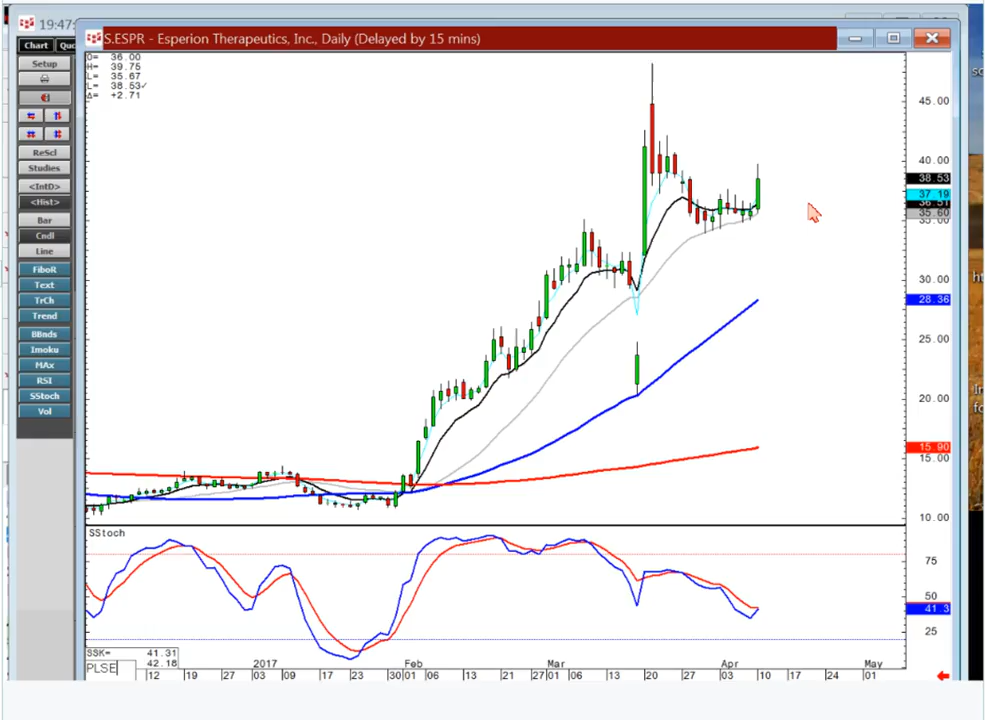 19:47:
S.ESPR - Esperion Therapeutics, Inc., Daily (Delayed by 15 mins)
Chart Quo
Setup
ReScl
Studies
<IntD>
<Hist>
Bar
Cndl
Line
FiboR
Text
TrCh
Trend
BBnds
Imoku
MAx
RSI
SStoch
Vol
O= 36.00
H= 39.75
L= 35.67
L= 38.53✓
Δ= +2.71
45.00
40.00
38 53
37 19
35 60
35.00
30.00
28 36
25.00
20.00
15 90
15.00
10.00
SStoch
75
50
41 3
25
SSK= 41.31
42.18
PLSE
2017 Feb Mar Apr May
12 19 27 03 09 17 23 30 01 06 13 21 27 01 06 13 20 27 03 10 17 24 01